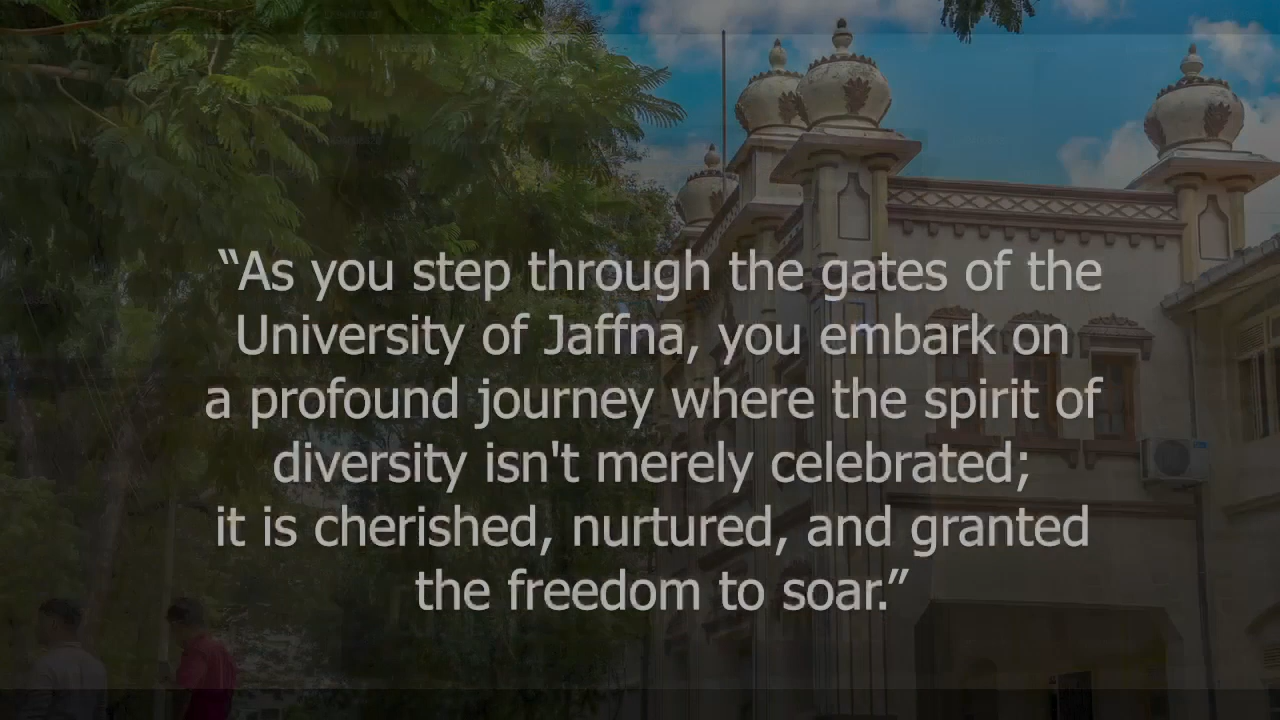 “As you step through the gates of the
University of Jaffna, you embark on
a profound journey where the spirit of
diversity isn't merely celebrated;
it is cherished, nurtured, and granted
the freedom to soar.”